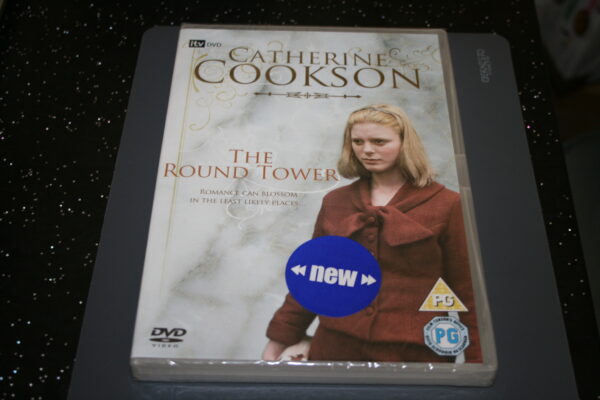 itv DVD
CATHERINE
COOKSON
THE
ROUND TOWER
ROMANCE CAN BLOSSOM
IN THE LEAST LIKELY PLACES...
new
PG
PG
DVD
VIDEO